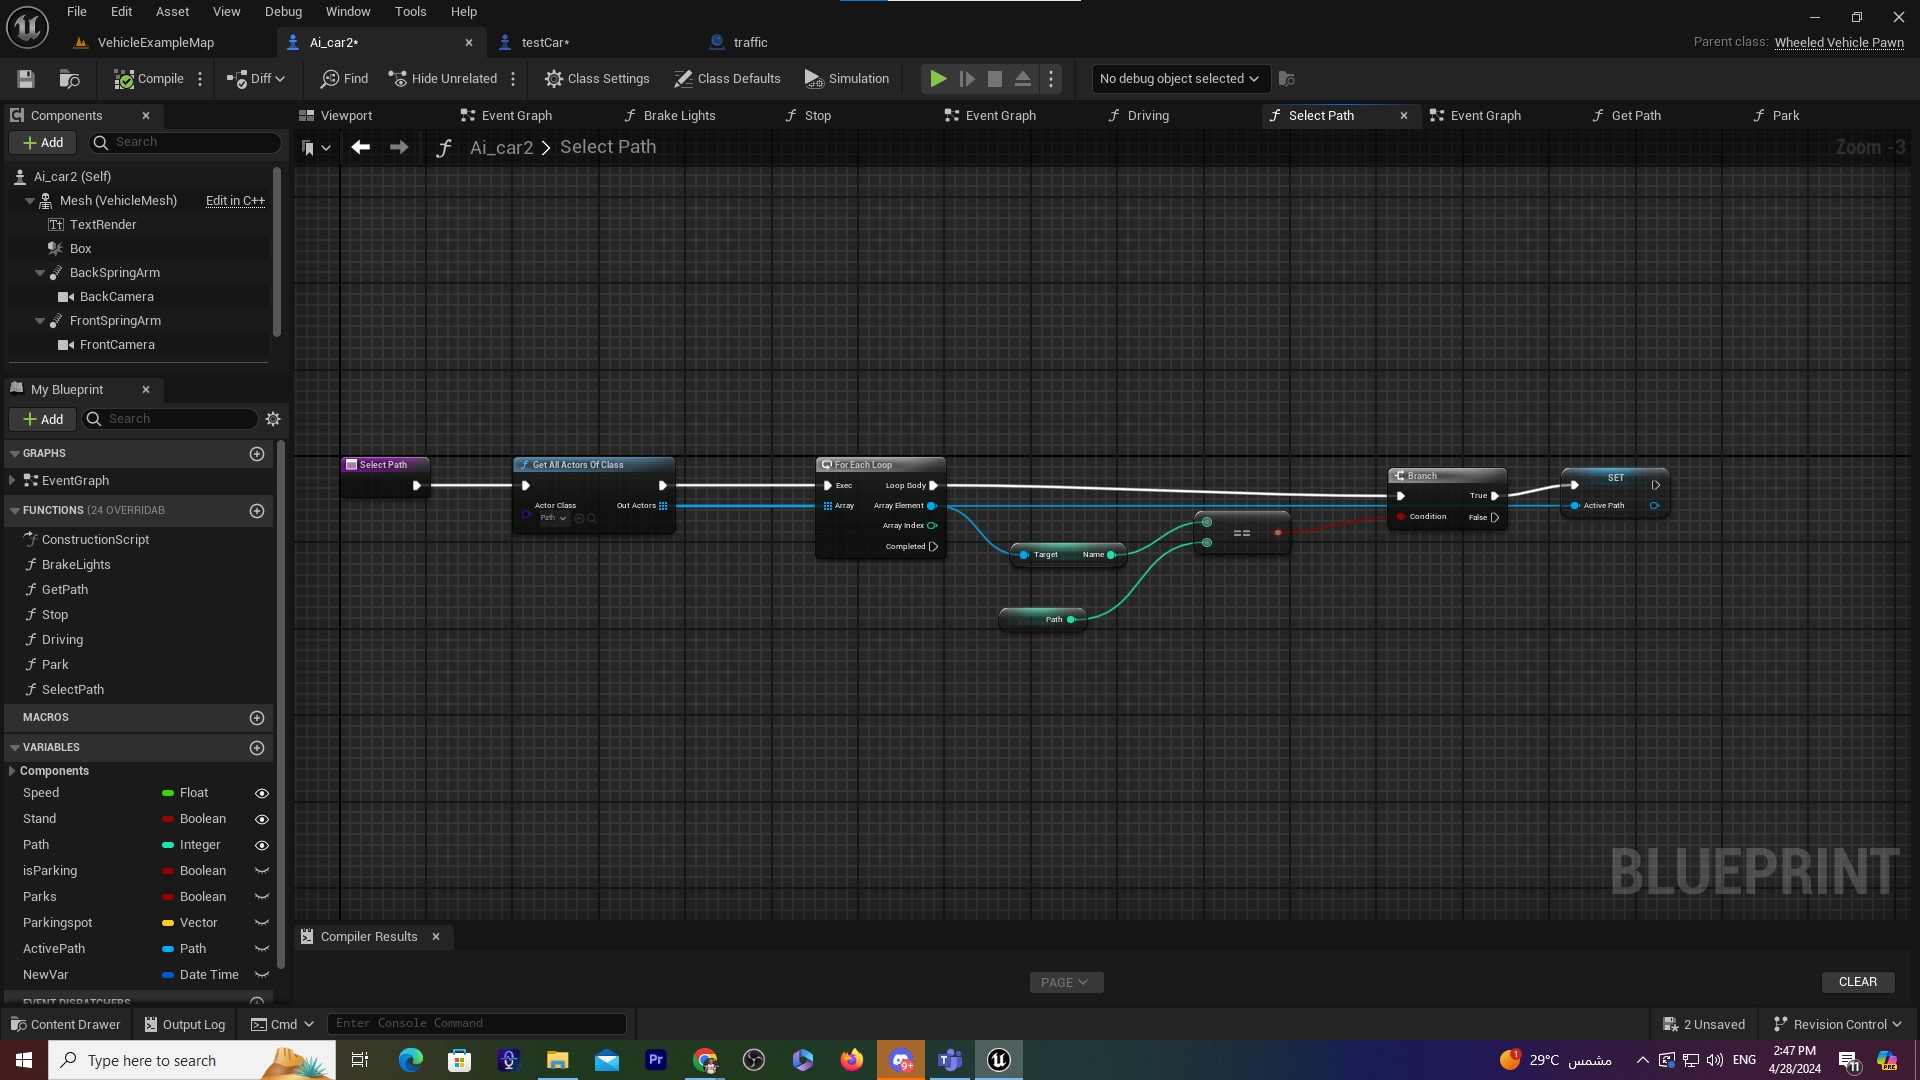 File Edit Asset View Debug Window Tools Help
VehicleExampleMap
Ai_car2*
testCar*
traffic
Parent class: Wheeled Vehicle Pawn
Compile
Diff
Find
Hide Unrelated
Class Settings
Class Defaults
Simulation
No debug object selected
Components
Viewport
Event Graph
Brake Lights
Stop
Event Graph
Driving
Select Path
Event Graph
Get Path
Park
Add
Search
Ai_car2 > Select Path
Zoom -3
Ai_car2 (Self)
Mesh (VehicleMesh) Edit in C++
TextRender
Box
BackSpringArm
BackCamera
FrontSpringArm
FrontCamera
My Blueprint
Add
Search
GRAPHS
EventGraph
FUNCTIONS (24 OVERRIDAB
ConstructionScript
BrakeLights
GetPath
Stop
Driving
Park
SelectPath
MACROS
VARIABLES
Components
Speed Float
Stand Boolean
Path Integer
isParking Boolean
Parks Boolean
Parkingspot Vector
ActivePath Path
NewVar Date Time
EVENT DISPATCHERS
Select Path
Get All Actors Of Class
Actor Class
Path
Out Actors
For Each Loop
Exec Loop Body
Array Array Element
Array Index
Completed
Target Name
Path
==
Branch
True
Condition False
SET
Active Path
BLUEPRINT
Compiler Results
PAGE
CLEAR
Content Drawer
Output Log
Cmd
Enter Console Command
2 Unsaved
Revision Control
Type here to search
Pr
9+
1
29°C مشمس
ENG
2:47 PM
4/28/2024
11
PRE